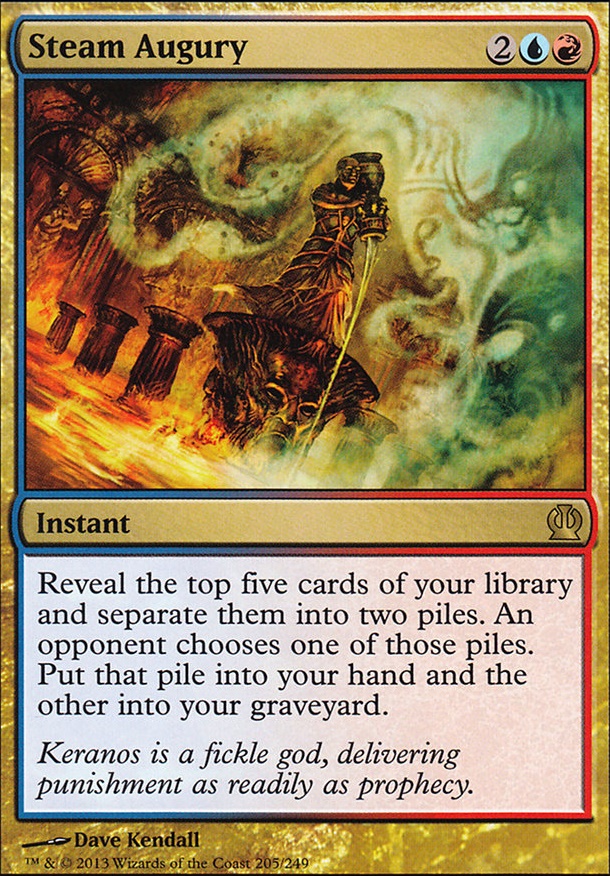 Steam Augury 2
Instant
Reveal the top five cards of your library
and separate them into two piles. An
opponent chooses one of those piles.
Put that pile into your hand and the
other into your graveyard.
Keranos is a fickle god, delivering
punishment as readily as prophecy.
Dave Kendall
™ & © 2013 Wizards of the Coast 205/249